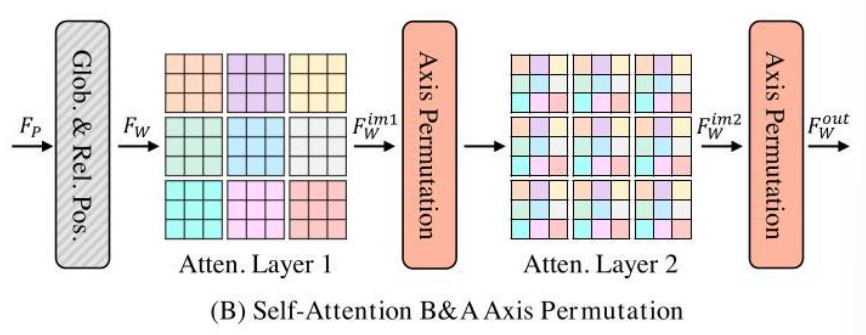 F_P
Glob. & Rel. Pos.
F_W
Atten. Layer 1
F_W^{im1}
Axis Permutation
Atten. Layer 2
F_W^{im2}
Axis Permutation
F_W^{out}
(B) Self-Attention B&A Axis Permutation